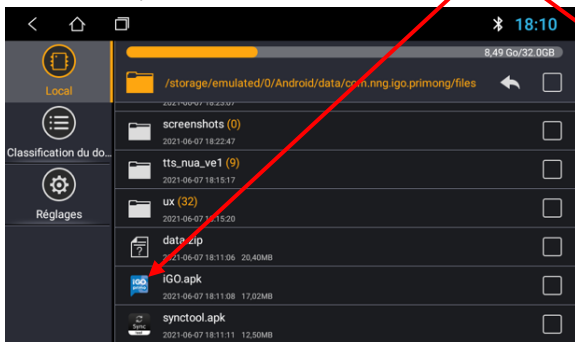 18:10
8,49 Go/32.0GB
Local
/storage/emulated/0/Android/data/com.nng.igo.primong/files
Classification du do...
Réglages
screenshots (0)
2021-06-07 18:22:47
tts_nua_ve1 (9)
2021-06-07 18:15:17
ux (32)
2021-06-07 18:15:20
data.zip
2021-06-07 18:11:06 20,40MB
iGO.apk
2021-06-07 18:11:08 17,02MB
synctool.apk
2021-06-07 18:11:11 12,50MB